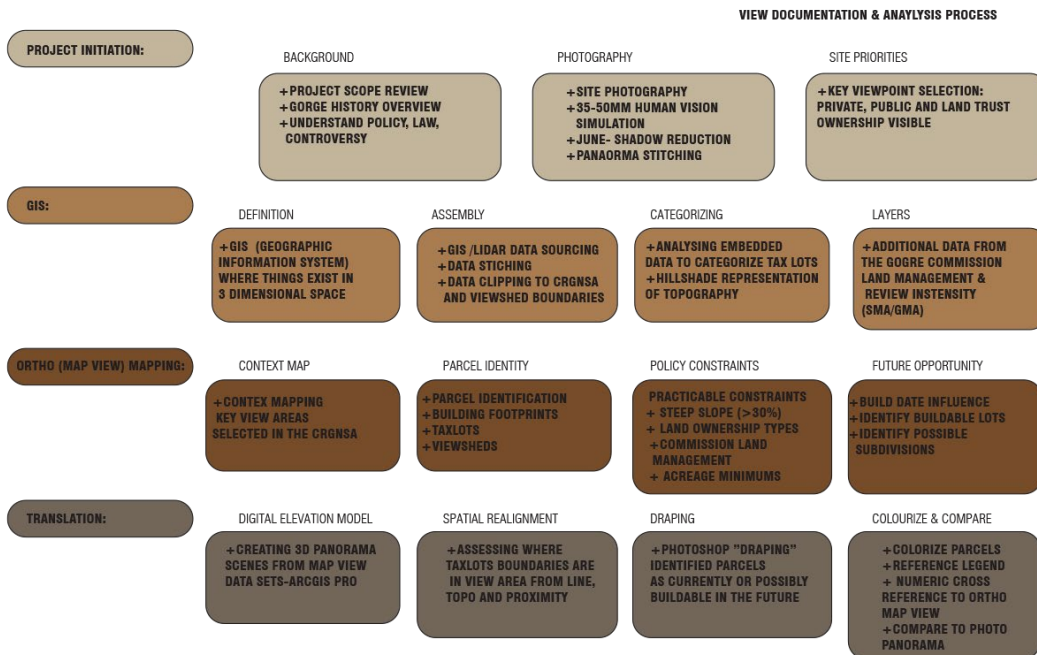 VIEW DOCUMENTATION & ANAYLYSIS PROCESS
PROJECT INITIATION:
BACKGROUND
+PROJECT SCOPE REVIEW
+GORGE HISTORY OVERVIEW
+UNDERSTAND POLICY, LAW,
CONTROVERSY
PHOTOGRAPHY
+SITE PHOTOGRAPHY
+35-50MM HUMAN VISION
SIMULATION
+JUNE- SHADOW REDUCTION
+PANAORMA STITCHING
SITE PRIORITIES
+KEY VIEWPOINT SELECTION:
PRIVATE, PUBLIC AND LAND TRUST
OWNERSHIP VISIBLE
GIS:
DEFINITION
+GIS (GEOGRAPHIC
INFORMATION SYSTEM)
WHERE THINGS EXIST IN
3 DIMENSIONAL SPACE
ASSEMBLY
+GIS /LIDAR DATA SOURCING
+DATA STICHING
+DATA CLIPPING TO CRGNSA
AND VIEWSHED BOUNDARIES
CATEGORIZING
+ANALYSING EMBEDDED
DATA TO CATEGORIZE TAX LOTS
+HILLSHADE REPRESENTATION
OF TOPOGRAPHY
LAYERS
+ADDITIONAL DATA FROM
THE GOGRE COMMISSION
LAND MANAGEMENT &
REVIEW INSTENSITY
(SMA/GMA)
ORTHO (MAP VIEW) MAPPING:
CONTEXT MAP
+CONTEX MAPPING
KEY VIEW AREAS
SELECTED IN THE CRGNSA
PARCEL IDENTITY
+PARCEL IDENTIFICATION
+BUILDING FOOTPRINTS
+TAXLOTS
+VIEWSHEDS
POLICY CONSTRAINTS
PRACTICABLE CONSTRAINTS
+ STEEP SLOPE (>30%)
+ LAND OWNERSHIP TYPES
+COMMISSION LAND
MANAGEMENT
+ ACREAGE MINIMUMS
FUTURE OPPORTUNITY
+BUILD DATE INFLUENCE
+IDENTIFY BUILDABLE LOTS
+IDENTIFY POSSIBLE
SUBDIVISIONS
TRANSLATION:
DIGITAL ELEVATION MODEL
+CREATING 3D PANORAMA
SCENES FROM MAP VIEW
DATA SETS-ARCGIS PRO
SPATIAL REALIGNMENT
+ASSESSING WHERE
TAXLOTS BOUNDARIES ARE
IN VIEW AREA FROM LINE,
TOPO AND PROXIMITY
DRAPING
+PHOTOSHOP "DRAPING"
IDENTIFIED PARCELS
AS CURRENTLY OR POSSIBLY
BUILDABLE IN THE FUTURE
COLOURIZE & COMPARE
+COLORIZE PARCELS
+REFERENCE LEGEND
+ NUMERIC CROSS
REFERENCE TO ORTHO
MAP VIEW
+COMPARE TO PHOTO
PANORAMA